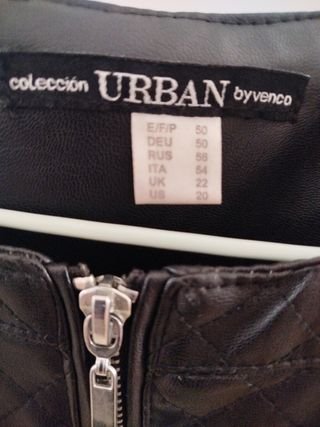 colección URBAN byvenco
E/F/P 50
DEU 50
RUS 56
ITA 54
UK 22
US 20